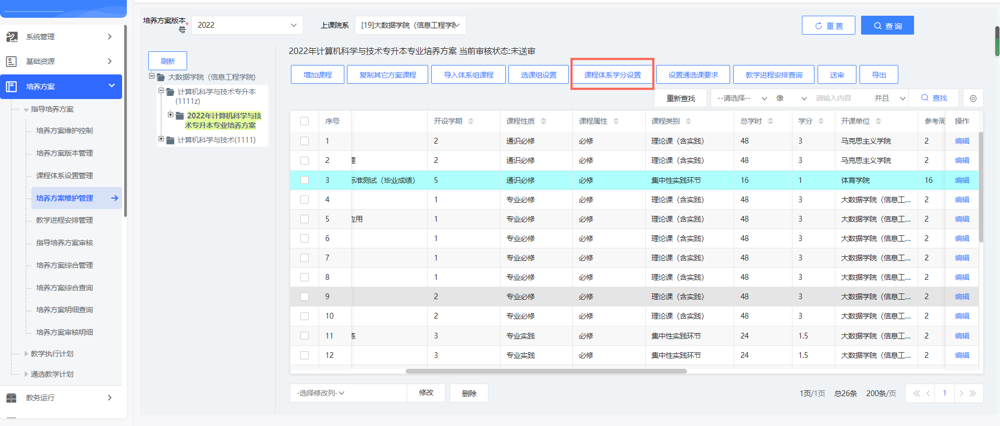 系统管理
基础资源
培养方案
指导培养方案
培养方案维护控制
培养方案版本管理
课程体系设置管理
培养方案维护管理
教学进程安排管理
指导培养方案审核
培养方案综合管理
培养方案综合查询
培养方案明细查询
培养方案审核明细
教学执行计划
通选教学计划
教务运行
培养方案版本号* 2022 上课院系 [19]大数据学院（信息工程学院 重置 查询
刷新
大数据学院（信息工程学院）
计算机科学与技术专升本
(1111z)
2022年计算机科学与技
术专升本专业培养方案
计算机科学与技术(1111)
2022年计算机科学与技术专升本专业培养方案 当前审核状态:未送审
增加课程 复制其它方案课程 导入体系组课程 选课组设置 课程体系学分设置 设置通选课要求 教学进程安排查询 送审 导出
重新查找 --请选择-- 像 请输入内容 并且 查找
序号 开设学期 课程性质 课程属性 课程类别 总学时 学分 开课单位 参考周 操作
1 2 通识必修 必修 理论课（含实践） 48 3 马克思主义学院 2 编辑
2 理 2 通识必修 必修 理论课（含实践） 48 3 马克思主义学院 2 编辑
3 标准测试（毕业成绩） 5 通识必修 必修 集中性实践环节 16 1 体育学院 16 编辑
4 1 专业必修 必修 理论课（含实践） 48 3 大数据学院（信息工... 2 编辑
5 应用 1 专业必修 必修 理论课（含实践） 48 3 大数据学院（信息工... 2 编辑
6 1 专业必修 必修 理论课（含实践） 48 3 大数据学院（信息工... 2 编辑
7 1 专业必修 必修 理论课（含实践） 48 3 大数据学院（信息工... 2 编辑
8 1 专业必修 必修 理论课（含实践） 48 3 大数据学院（信息工... 2 编辑
9 2 专业必修 必修 理论课（含实践） 48 3 大数据学院（信息工... 2 编辑
10 2 专业必修 必修 理论课（含实践） 48 3 大数据学院（信息工... 2 编辑
11 练 3 专业实践 必修 集中性实践环节 24 1.5 大数据学院（信息工... 2 编辑
12 3 专业实践 必修 集中性实践环节 24 1.5 大数据学院（信息工... 2 编辑
-选择修改列- 修改 删除 1页/1页 总26条 200条/页 1